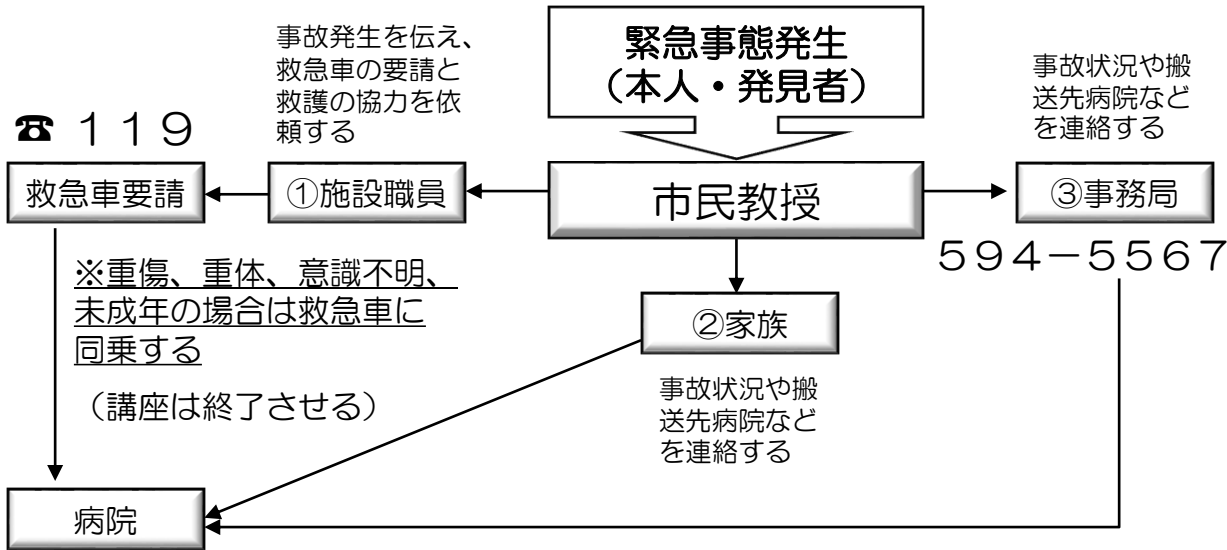 緊急事態発生
（本人・発見者）
事故発生を伝え、
救急車の要請と
救護の協力を依
頼する
事故状況や搬
送先病院など
を連絡する
☎ １１９
救急車要請
①施設職員
市民教授
③事務局
５９４－５５６７
※重傷、重体、意識不明、
未成年の場合は救急車に
同乗する
（講座は終了させる）
②家族
事故状況や搬
送先病院など
を連絡する
病院